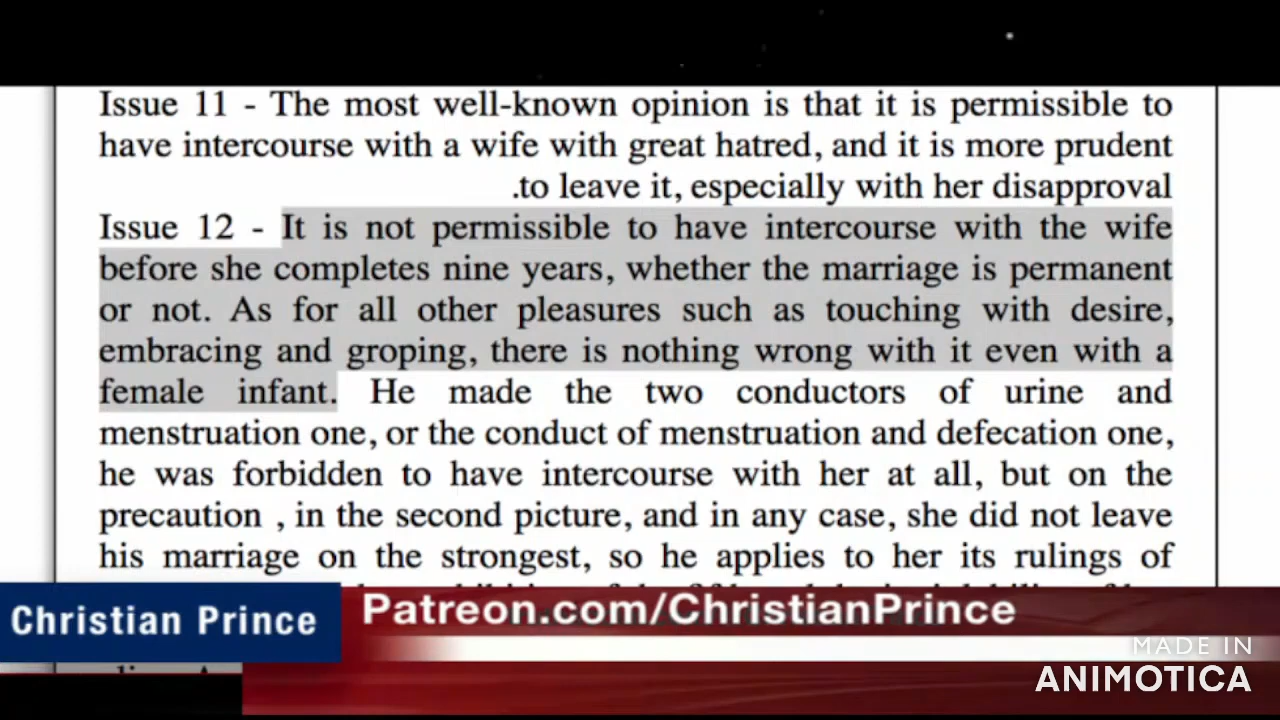 Issue 11 - The most well-known opinion is that it is permissible to
have intercourse with a wife with great hatred, and it is more prudent
.to leave it, especially with her disapproval
Issue 12 - It is not permissible to have intercourse with the wife
before she completes nine years, whether the marriage is permanent
or not. As for all other pleasures such as touching with desire,
embracing and groping, there is nothing wrong with it even with a
female infant. He made the two conductors of urine and
menstruation one, or the conduct of menstruation and defecation one,
he was forbidden to have intercourse with her at all, but on the
precaution , in the second picture, and in any case, she did not leave
his marriage on the strongest, so he applies to her its rulings of
Christian Prince
Patreon.com/ChristianPrince
MADE IN
ANIMOTICA